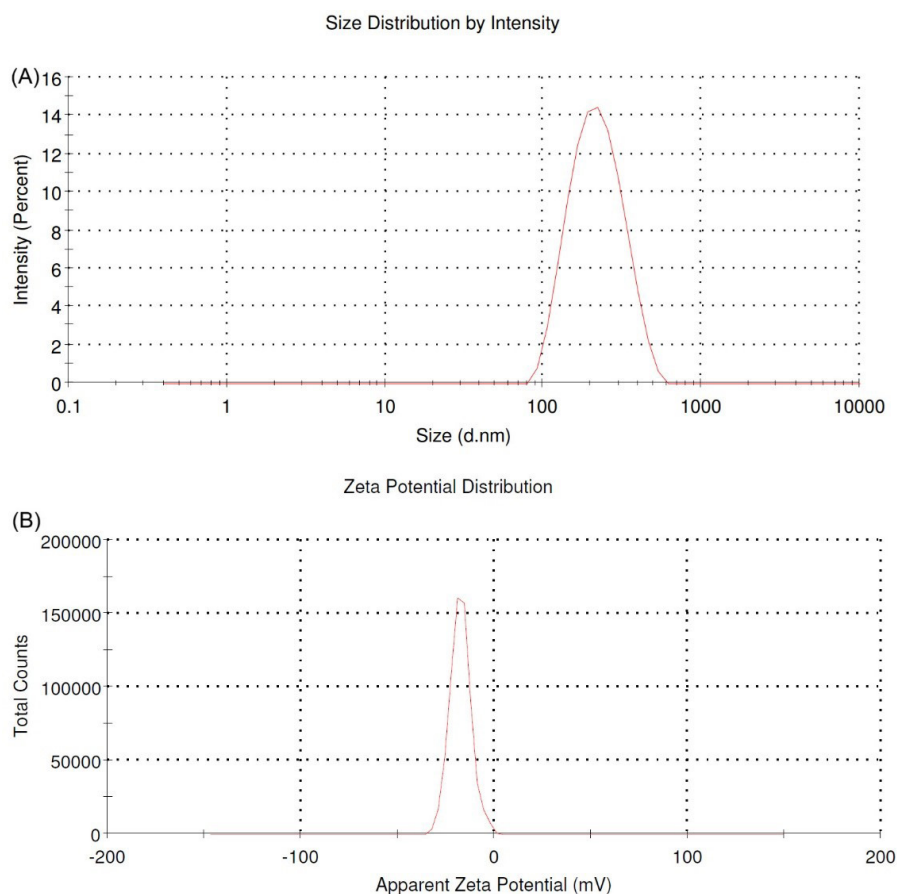 Size Distribution by Intensity
(A)
16
14
12
10
8
6
4
2
0
Intensity (Percent)
0.1 1 10 100 1000 10000
Size (d.nm)
Zeta Potential Distribution
(B)
200000
150000
100000
50000
0
Total Counts
-200 -100 0 100 200
Apparent Zeta Potential (mV)